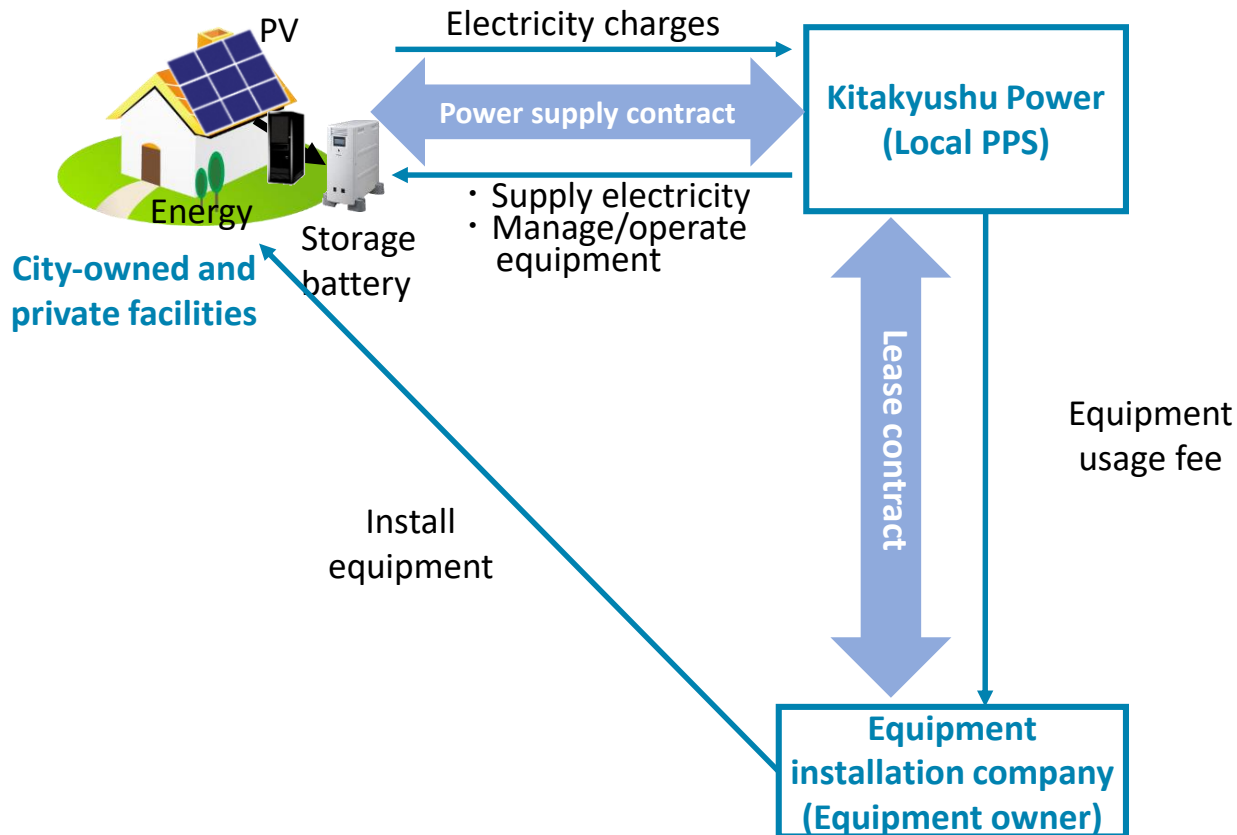 PV
Electricity charges
Power supply contract
Kitakyushu Power
(Local PPS)
・ Supply electricity
・ Manage/operate
equipment
Energy
Storage
battery
City-owned and
private facilities
Lease contract
Equipment
usage fee
Install
equipment
Equipment
installation company
(Equipment owner)